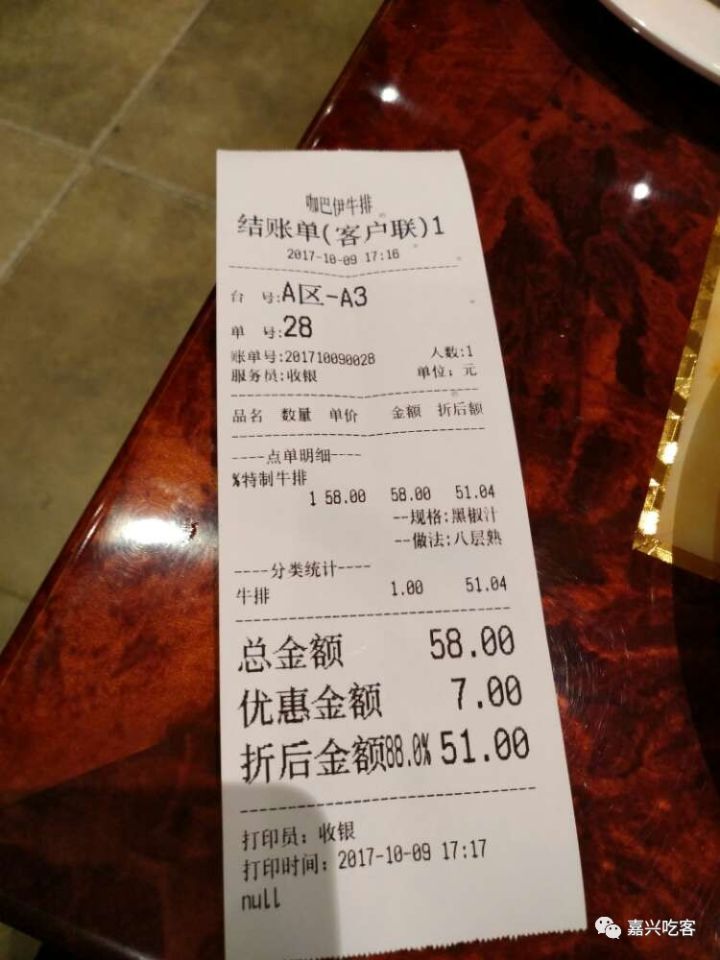 咖巴伊牛排
结账单(客户联)1
2017-10-09 17:16
台 号:A区-A3
单 号:28
账单号:201710090028 人数:1
服务员:收银 单位：元
品名 数量 单价 金额 折后额
----点单明细----
%特制牛排
1 58.00 58.00 51.04
--规格:黑椒汁
--做法:八层熟
----分类统计----
牛排 1.00 51.04
总金额 58.00
优惠金额 7.00
折后金额88.0% 51.00
打印员：收银
打印时间：2017-10-09 17:17
null
嘉兴吃客